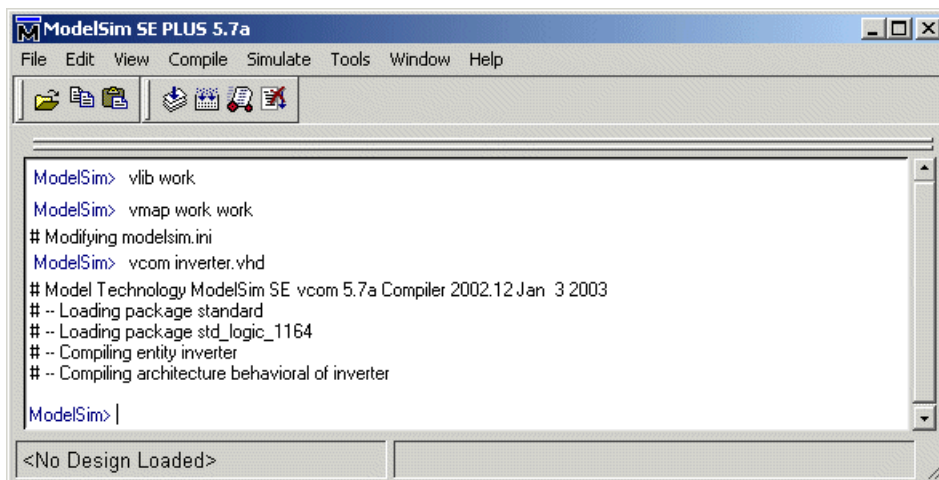 ModelSim SE PLUS 5.7a
File Edit View Compile Simulate Tools Window Help
ModelSim> vlib work
ModelSim> vmap work work
# Modifying modelsim.ini
ModelSim> vcom inverter.vhd
# Model Technology ModelSim SE vcom 5.7a Compiler 2002.12 Jan  3 2003
# -- Loading package standard
# -- Loading package std_logic_1164
# -- Compiling entity inverter
# -- Compiling architecture behavioral of inverter
ModelSim>
<No Design Loaded>